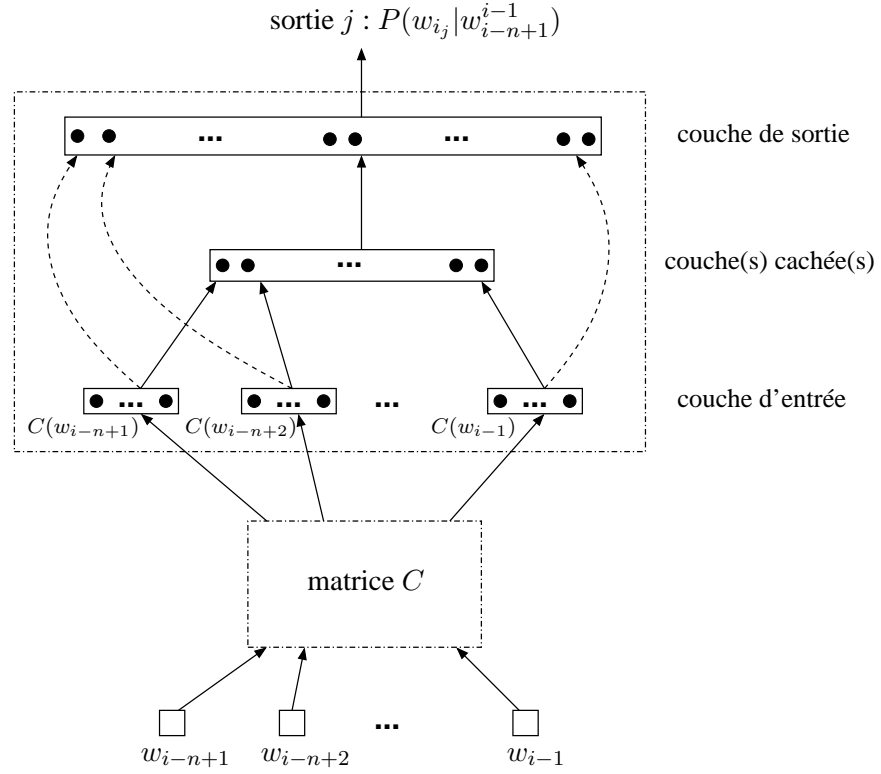 sortie $j : P(w_{i_j}|w_{i-n+1}^{i-1})$
...
...
couche de sortie
...
couche(s) cachée(s)
... ... ... ...
couche d'entrée
$C(w_{i-n+1})$ $C(w_{i-n+2})$ $C(w_{i-1})$
matrice $C$
...
$w_{i-n+1}$ $w_{i-n+2}$ $w_{i-1}$